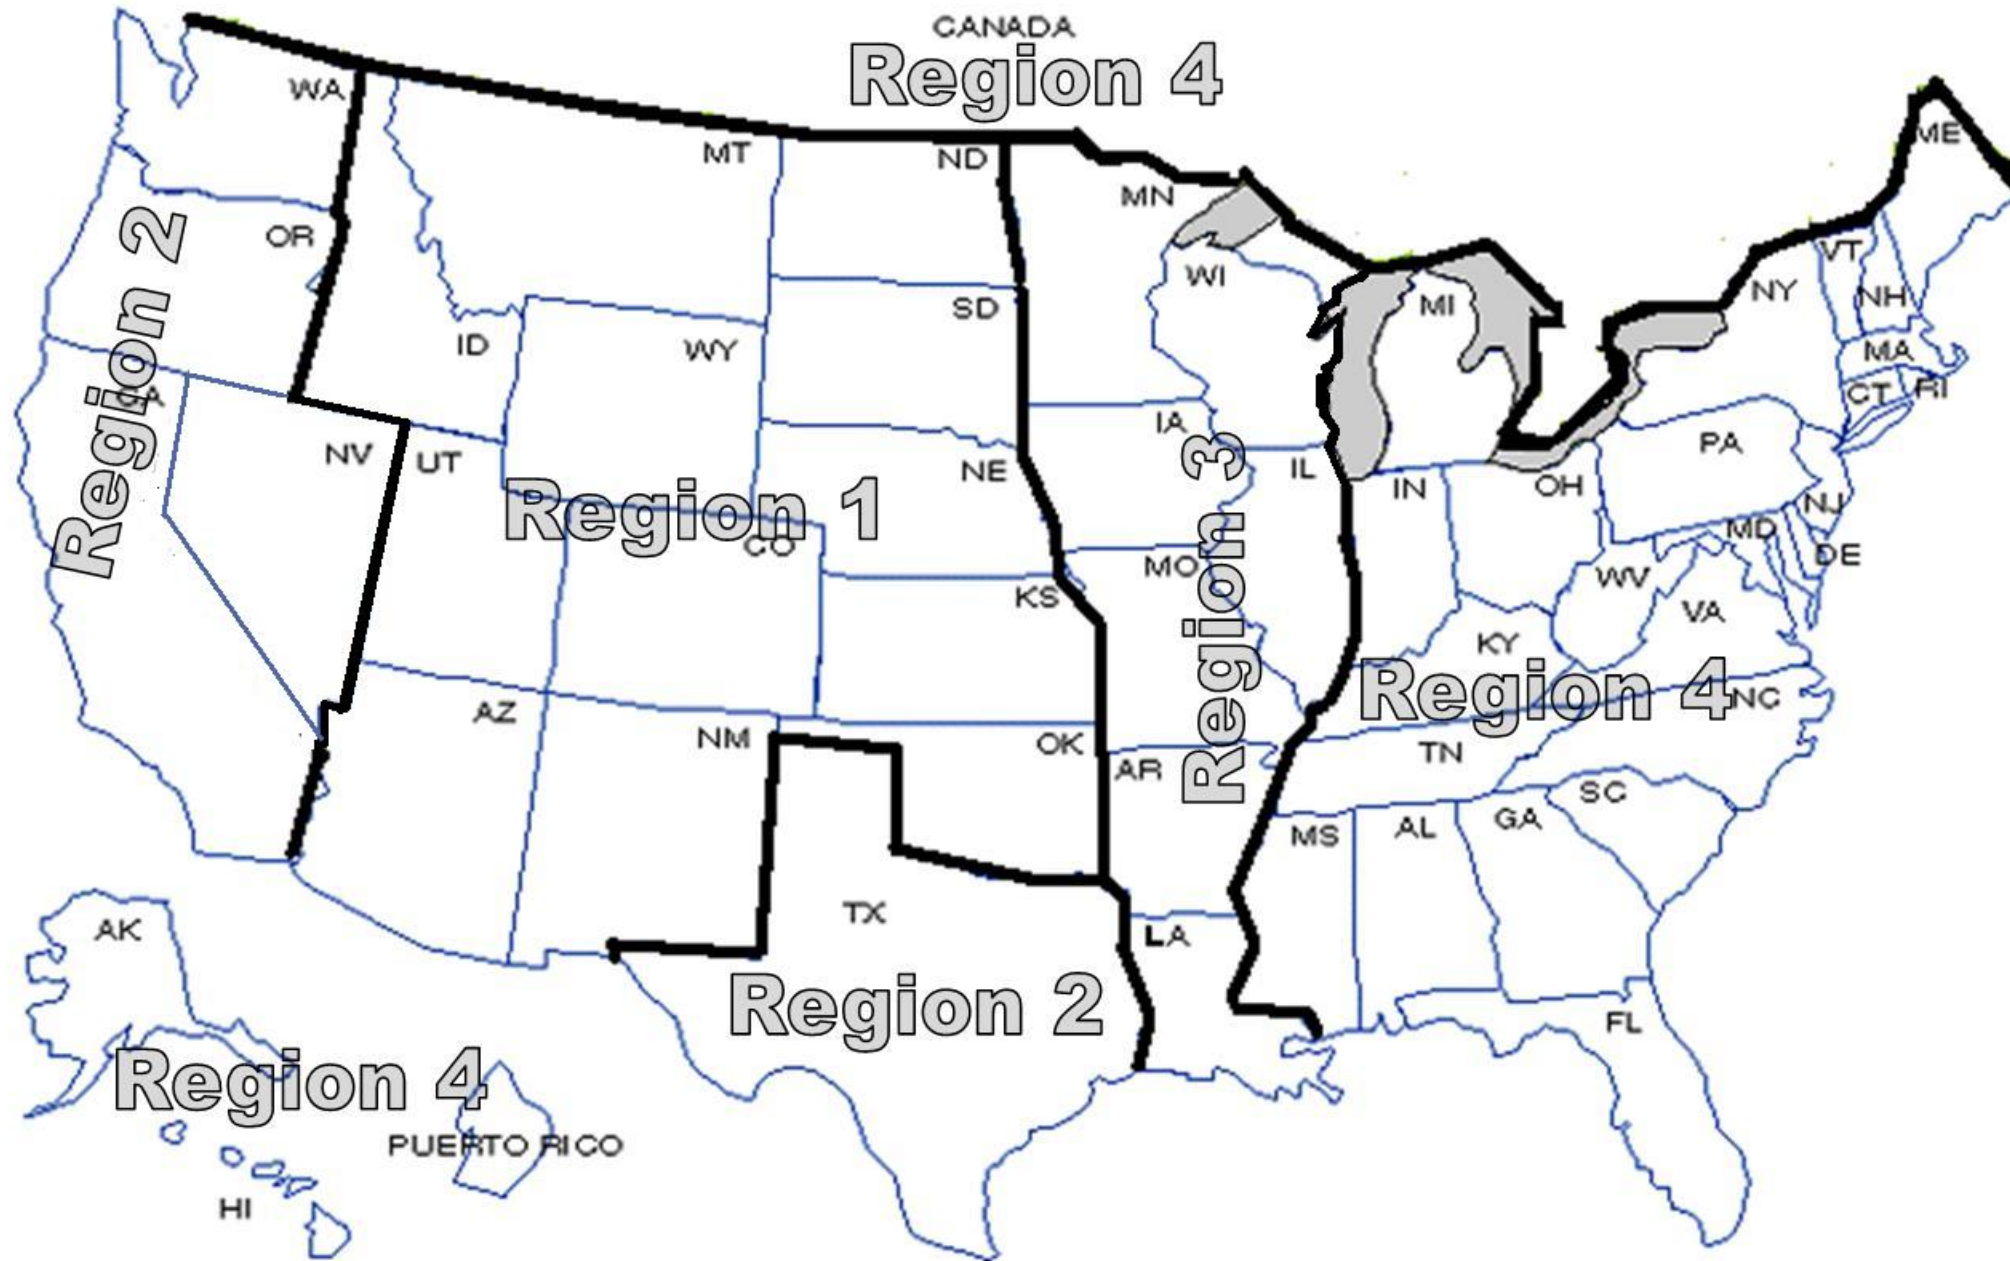 CANADA
Region 4
WA
MT
ND
MN
ME
OR
ID
WY
SD
WI
MI
NY
VT
NH
MA
CT
RI
Region 2
CA
NV
UT
Region 1
CO
NE
IA
IL
IN
OH
PA
NJ
MD
DE
KS
MO
Region 3
KY
WV
VA
Region 4
NC
AZ
NM
OK
AR
TN
SC
MS
AL
GA
TX
LA
Region 2
FL
AK
Region 4
PUERTO RICO
HI